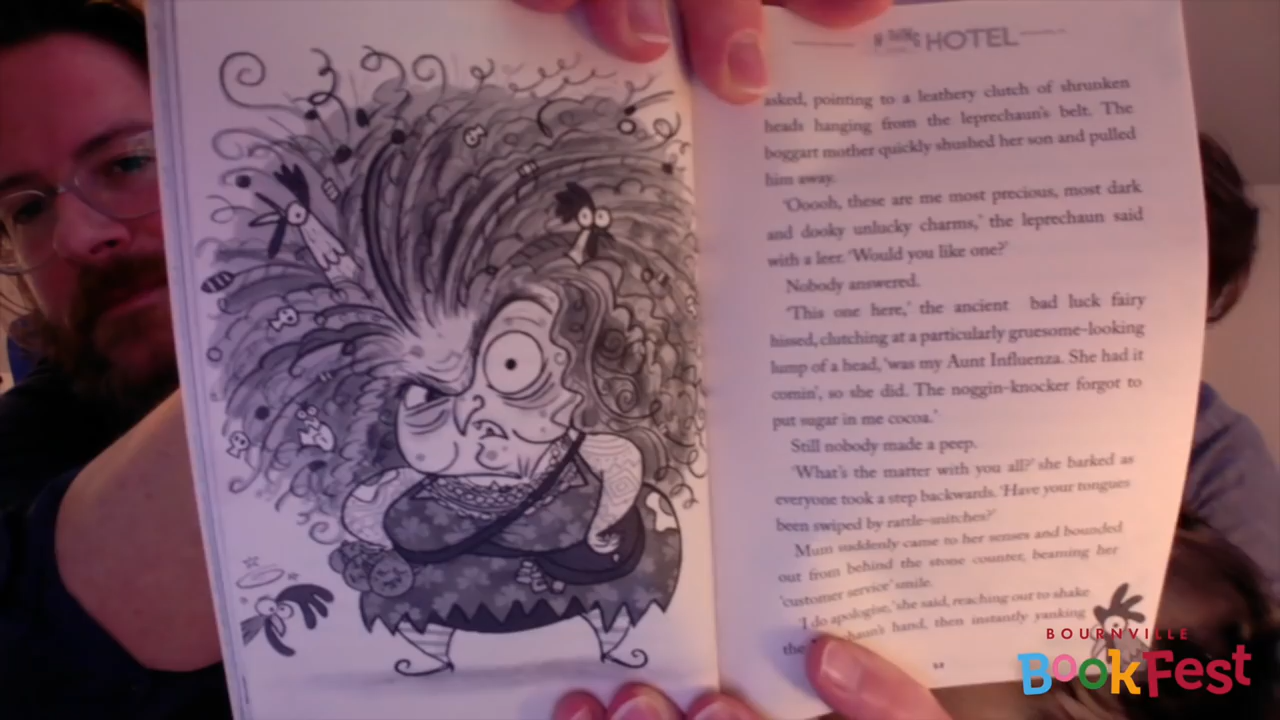 HOTEL
asked, pointing to a leathery clutch of shrunken
heads hanging from the leprechaun's belt. The
boggart mother quickly shushed her son and pulled
him away.
'Ooooh, these are me most precious, most dark
and dooky unlucky charms,' the leprechaun said
with a leer. 'Would you like one?'
Nobody answered.
'This one here,' the ancient bad luck fairy
hissed, clutching at a particularly gruesome-looking
lump of a head, 'was my Aunt Influenza. She had it
comin', so she did. The noggin-knocker forgot to
put sugar in me cocoa.'
Still nobody made a peep.
'What's the matter with you all?' she barked as
everyone took a step backwards. 'Have your tongues
been swiped by rattle-snitches?'
Mum suddenly came to her senses and bounded
out from behind the stone counter, beaming her
'customer service' smile.
'I do apologise,' she said, reaching out to shake
the haun's hand, then instantly yanking
BOURNVILLE
BookFest